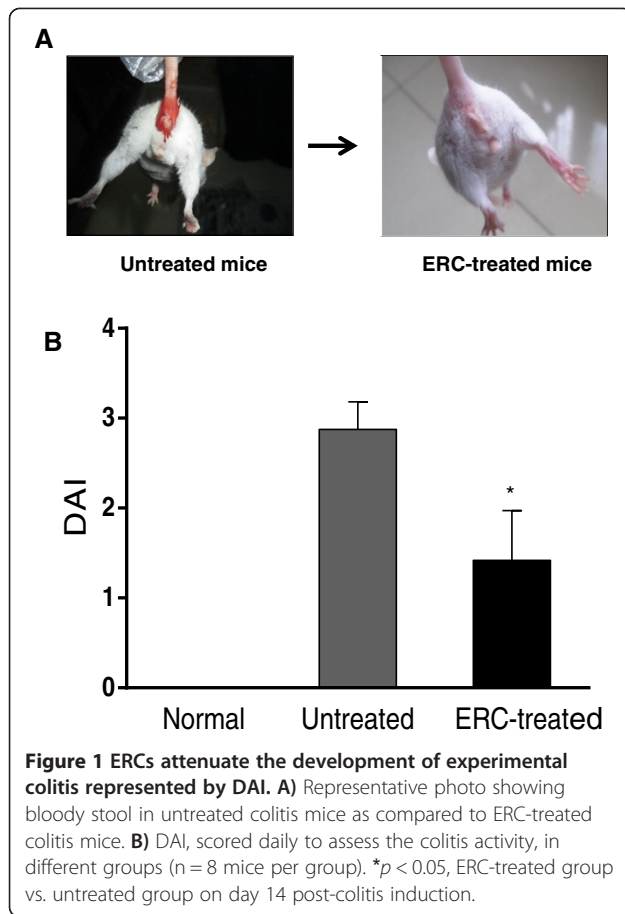 A
Untreated mice
ERC-treated mice
B
4
3
2
1
0
DAI
*
Normal Untreated ERC-treated
Figure 1 ERCs attenuate the development of experimental
colitis represented by DAI. A) Representative photo showing
bloody stool in untreated colitis mice as compared to ERC-treated
colitis mice. B) DAI, scored daily to assess the colitis activity, in
different groups (n = 8 mice per group). *p < 0.05, ERC-treated group
vs. untreated group on day 14 post-colitis induction.